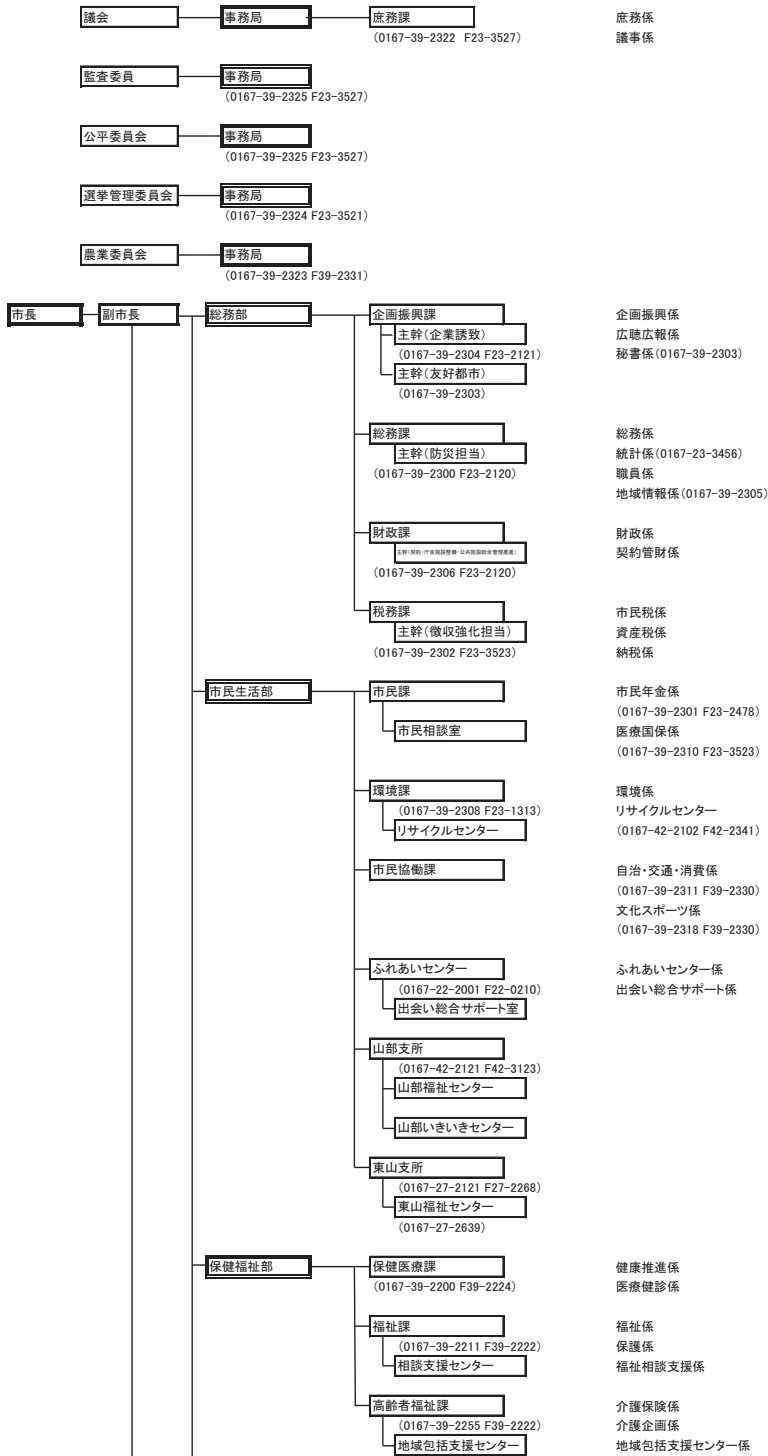 議会 事務局 庶務課 庶務係
(0167-39-2322 F23-3527) 議事係
監査委員 事務局
(0167-39-2325 F23-3527)
公平委員会 事務局
(0167-39-2325 F23-3527)
選挙管理委員会 事務局
(0167-39-2324 F23-3521)
農業委員会 事務局
(0167-39-2323 F39-2331)
市長 副市長 総務部 企画振興課 企画振興係
主幹(企業誘致) 広聴広報係
(0167-39-2304 F23-2121) 秘書係(0167-39-2303)
主幹(友好都市)
(0167-39-2303)
総務課 総務係
主幹(防災担当) 統計係(0167-23-3456)
(0167-39-2300 F23-2120) 職員係
地域情報係(0167-39-2305)
財政課 財政係
主幹(契約・庁舎施設整備・公共施設総合管理推進) 契約管財係
(0167-39-2306 F23-2120)
税務課 市民税係
主幹(徴収強化担当) 資産税係
(0167-39-2302 F23-3523) 納税係
市民生活部 市民課 市民年金係
(0167-39-2301 F23-2478)
市民相談室 医療国保係
(0167-39-2310 F23-3523)
環境課 環境係
(0167-39-2308 F23-1313) リサイクルセンター
リサイクルセンター (0167-42-2102 F42-2341)
市民協働課 自治・交通・消費係
(0167-39-2311 F39-2330)
文化スポーツ係
(0167-39-2318 F39-2330)
ふれあいセンター ふれあいセンター係
(0167-22-2001 F22-0210) 出会い総合サポート係
出会い総合サポート室
山部支所
(0167-42-2121 F42-3123)
山部福祉センター
山部いきいきセンター
東山支所
(0167-27-2121 F27-2268)
東山福祉センター
(0167-27-2639)
保健福祉部 保健医療課 健康推進係
(0167-39-2200 F39-2224) 医療健診係
福祉課 福祉係
(0167-39-2211 F39-2222) 保護係
相談支援センター 福祉相談支援係
高齢者福祉課 介護保険係
(0167-39-2255 F39-2222) 介護企画係
地域包括支援センター 地域包括支援センター係